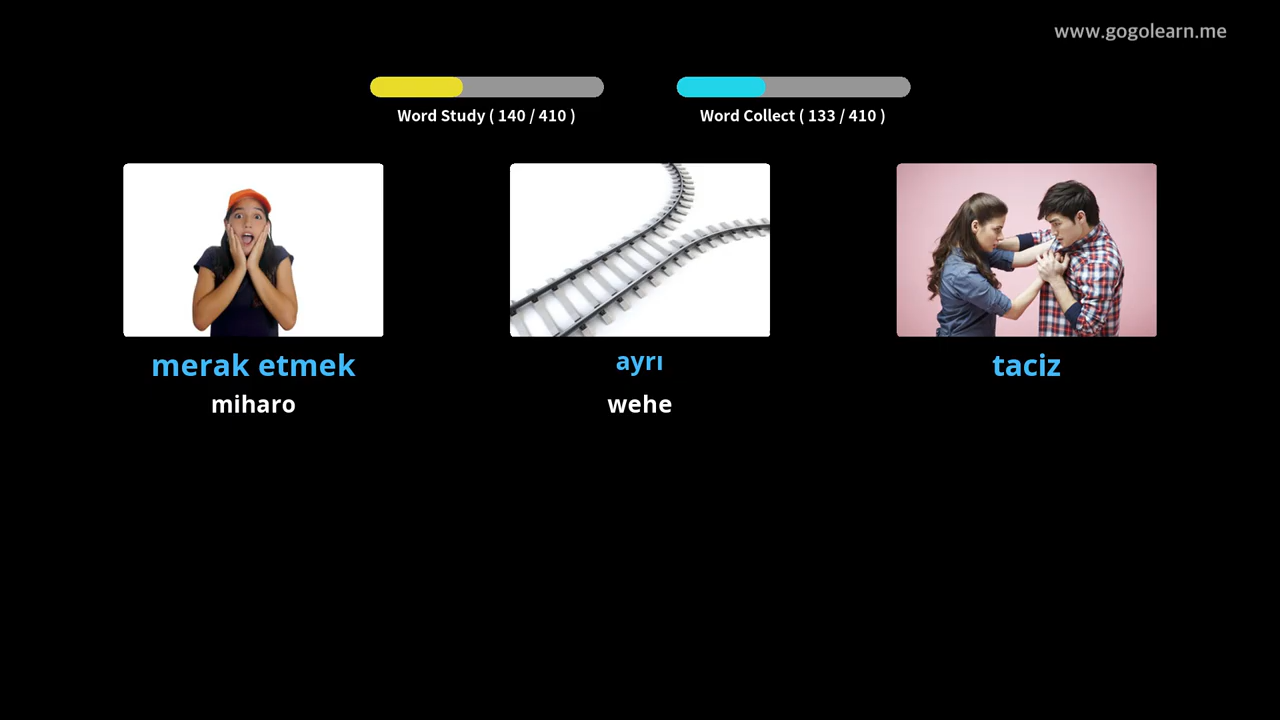 www.gogolearn.me
Word Study ( 140 / 410 )
Word Collect ( 133 / 410 )
merak etmek
miharo
ayrı
wehe
taciz